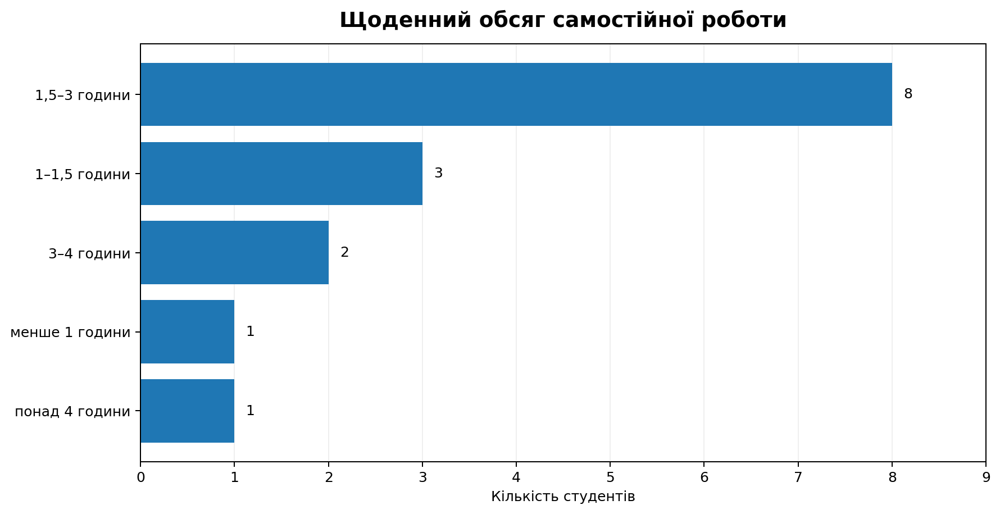 Щоденний обсяг самостійної роботи
1,5–3 години
8
1–1,5 години
3
3–4 години
2
менше 1 години
1
понад 4 години
1
0 1 2 3 4 5 6 7 8 9
Кількість студентів